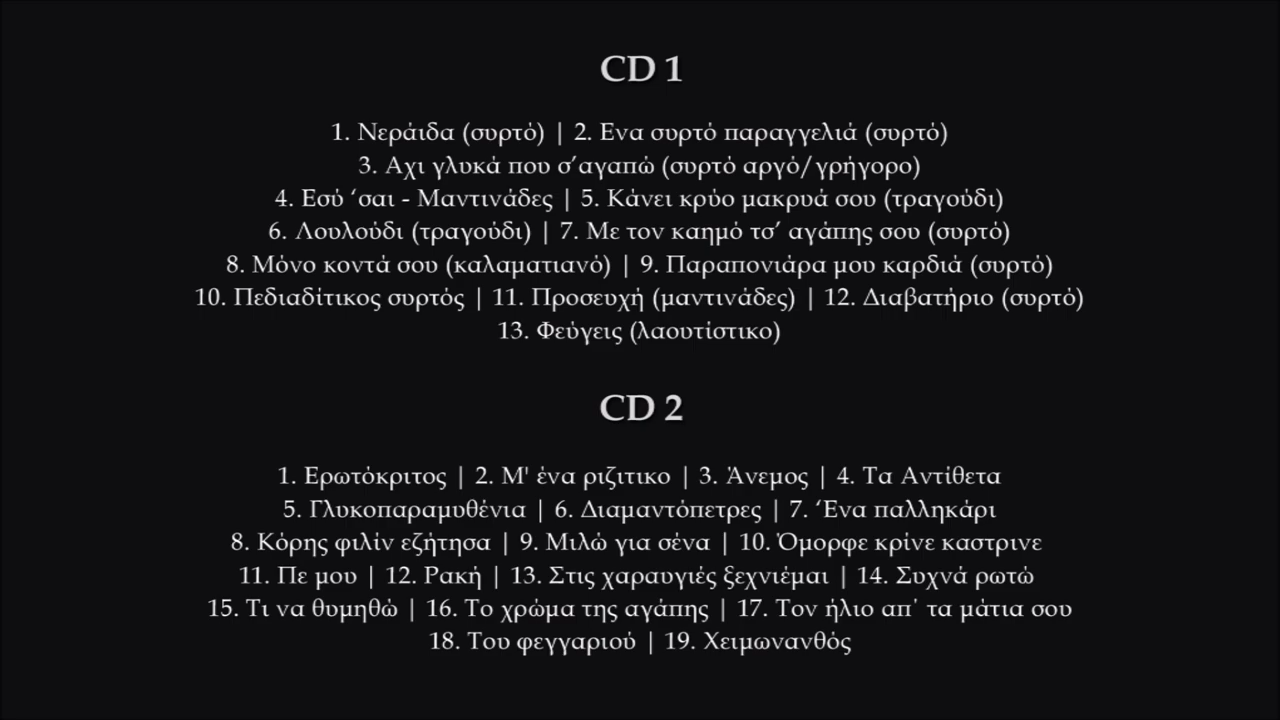 CD 1
1. Νεράιδα (συρτό) | 2. Ενα συρτό παραγγελιά (συρτό)
3. Αχι γλυκά που σ’αγαπώ (συρτό αργό/γρήγορο)
4. Εσύ ‘σαι - Μαντινάδες | 5. Κάνει κρύο μακρυά σου (τραγούδι)
6. Λουλούδι (τραγούδι) | 7. Με τον καημό τσ’ αγάπης σου (συρτό)
8. Μόνο κοντά σου (καλαματιανό) | 9. Παραπονιάρα μου καρδιά (συρτό)
10. Πεδιαδίτικος συρτός | 11. Προσευχή (μαντινάδες) | 12. Διαβατήριο (συρτό)
13. Φεύγεις (λαουτίστικο)
CD 2
1. Ερωτόκριτος | 2. Μ' ένα ριζιτικο | 3. Άνεμος | 4. Τα Αντίθετα
5. Γλυκοπαραμυθένια | 6. Διαμαντόπετρες | 7. ‘Ενα παλληκάρι
8. Κόρης φιλίν εζήτησα | 9. Μιλώ για σένα | 10. Όμορφε κρίνε καστρινε
11. Πε μου | 12. Ρακή | 13. Στις χαραυγιές ξεχνιέμαι | 14. Συχνά ρωτώ
15. Τι να θυμηθώ | 16. Το χρώμα της αγάπης | 17. Τον ήλιο απ΄ τα μάτια σου
18. Του φεγγαριού | 19. Χειμωνανθός